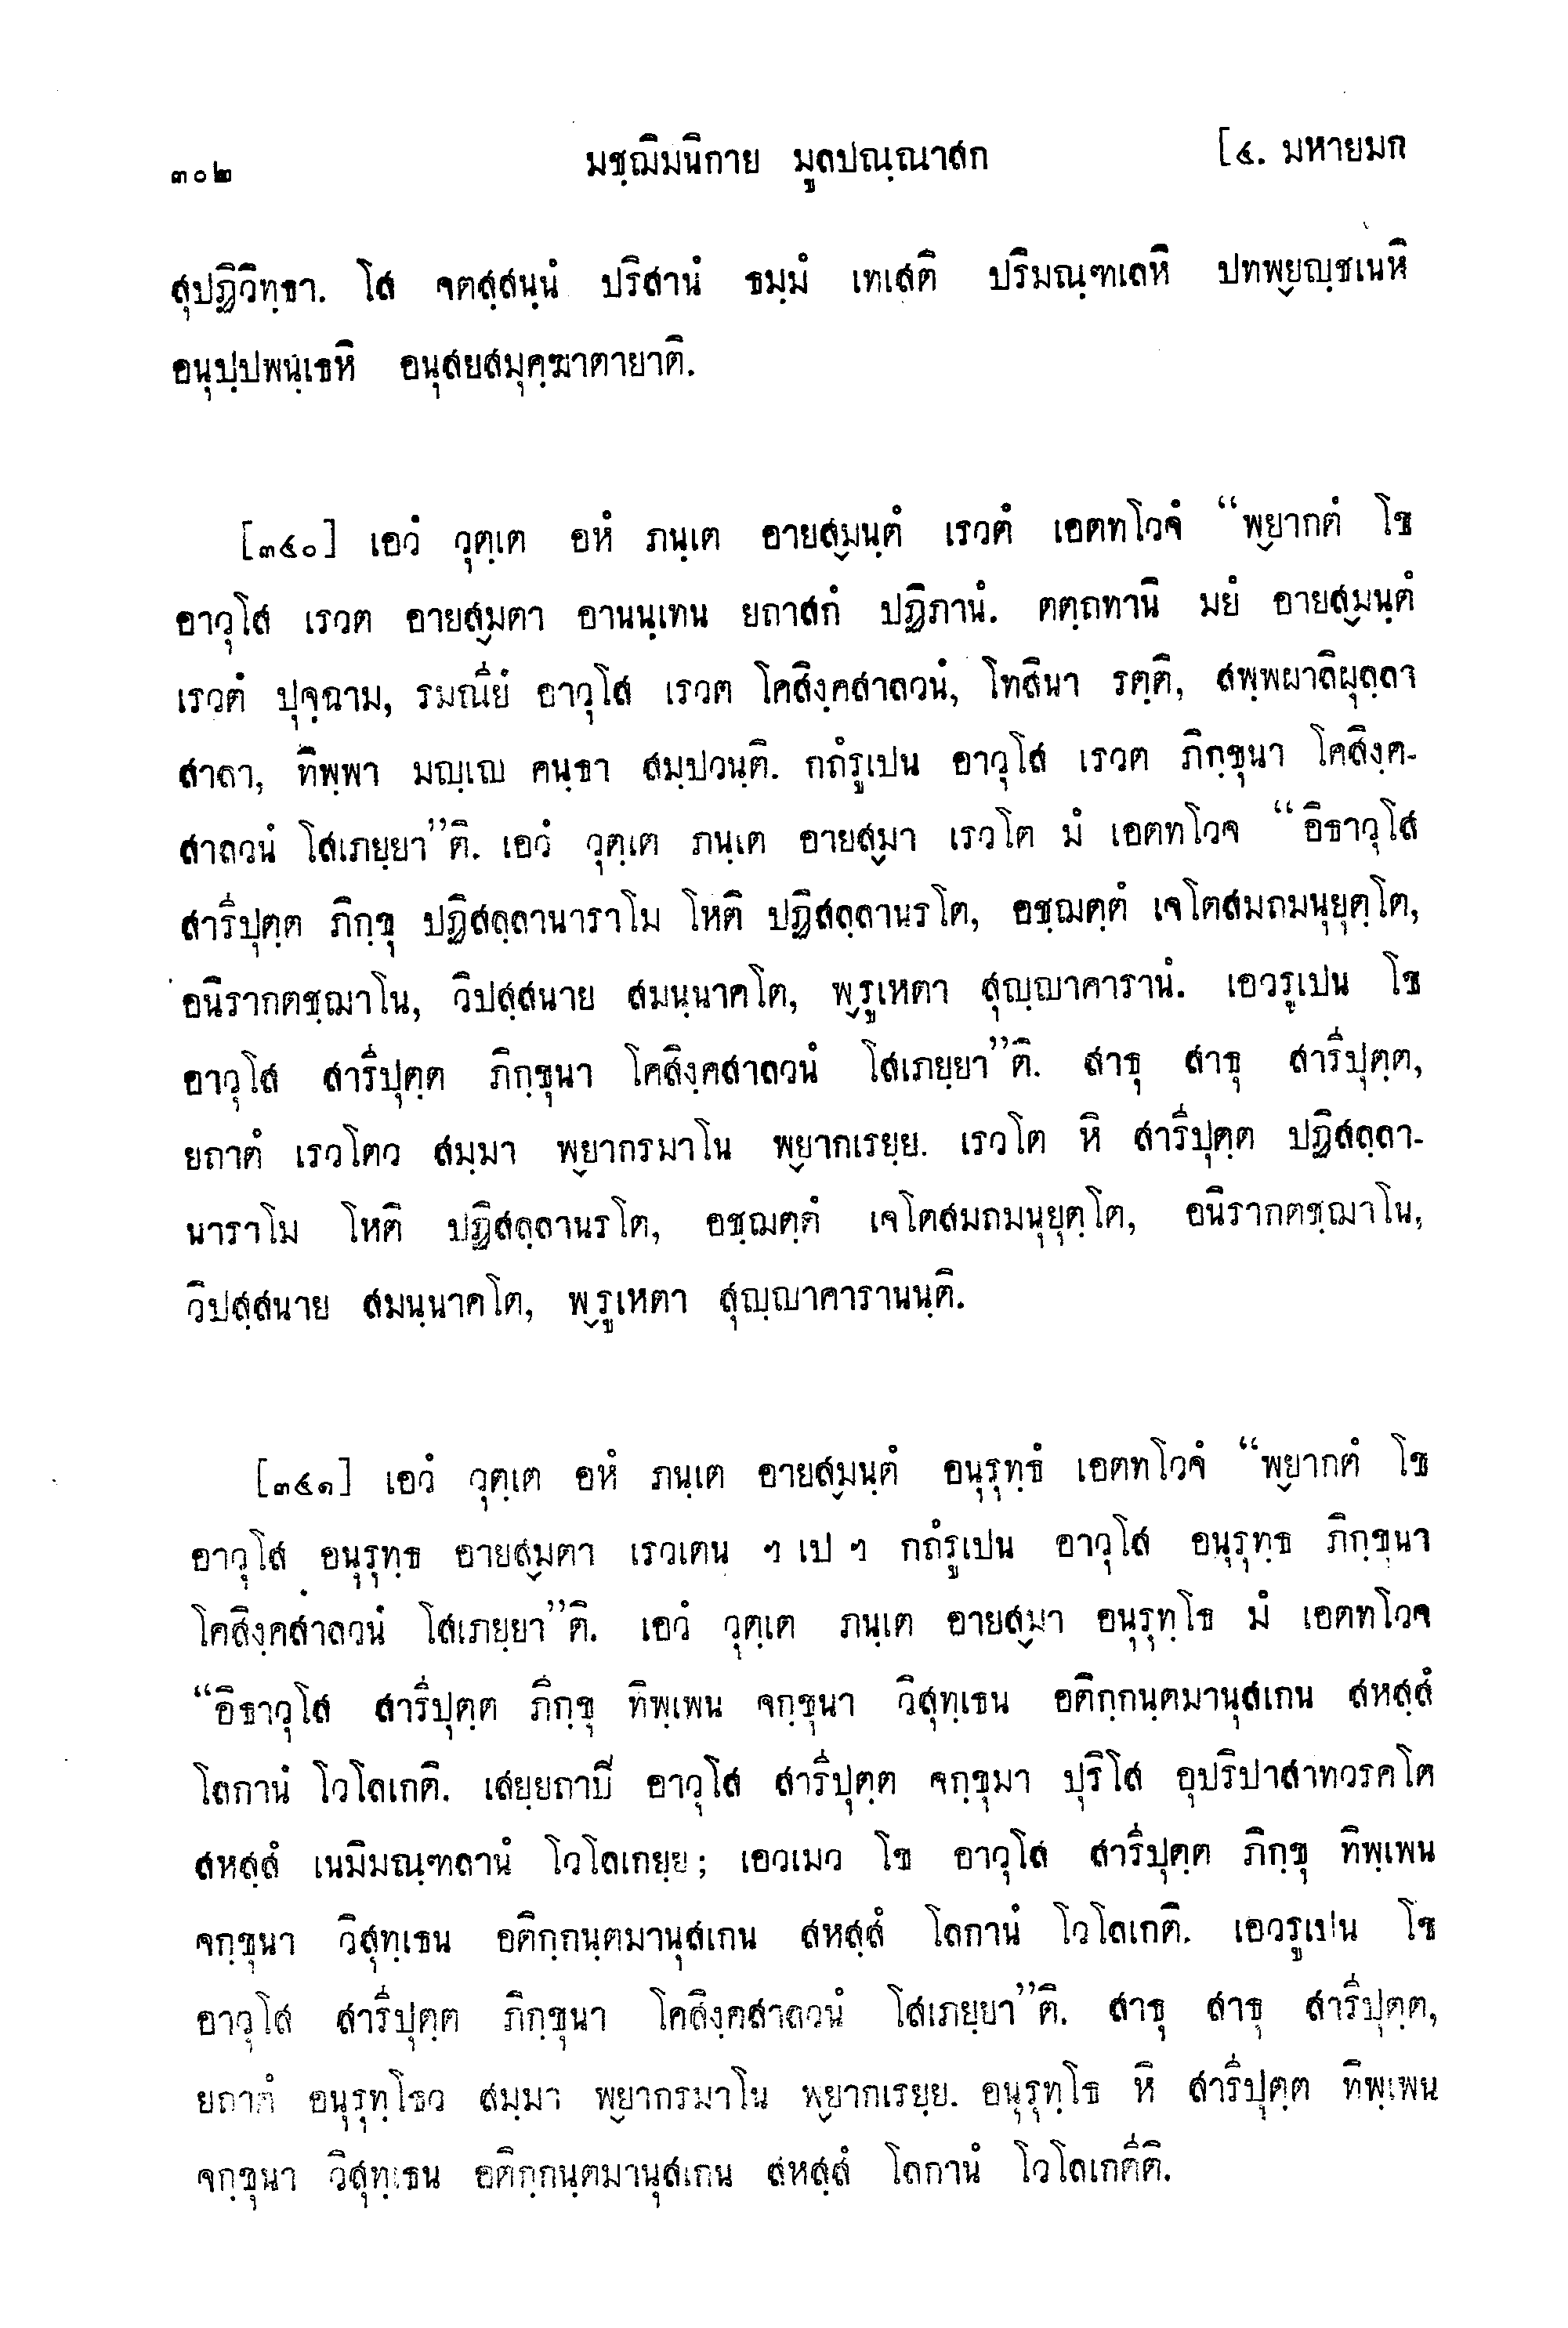 ๓๐๒ มชฺฌิมนิกาย มูลปณฺณาสก [๔. มหายมก
สุปฏิวิทฺธา. โส จตสฺสนฺนํ ปริสานํ ธมฺมํ เทเสติ ปริมณฺฑเลหิ ปทพฺยญฺชเนหิ
อนุปฺปพนฺเธหิ อนุสยสมุคฺฆาตายาติ.
[๓๔๐] เอวํ วุตฺเต อหํ ภนฺเต อายสฺมนฺตํ เรวตํ เอตทโวจํ “พฺยากตํ โข
อาวุโส เรวต อายสฺมตา อานนฺเทน ยถาสกํ ปฏิภานํ. ตตฺถทานิ มยํ อายสฺมนฺตํ
เรวตํ ปุจฺฉาม, รมณียํ อาวุโส เรวต โคสิงฺคสาลวนํ, โทสินา รตฺติ, สพฺพผาลิผุลฺลา
สาลา, ทิพฺพา มญฺเญ คนฺธา สมฺปวนฺติ. กถํรูเปน อาวุโส เรวต ภิกฺขุนา โคสิงฺค-
สาลวนํ โสเภยฺยา”ติ. เอวํ วุตฺเต ภนฺเต อายสฺมา เรวโต มํ เอตทโวจ “อิธาวุโส
สาริปุตฺต ภิกฺขุ ปฏิสลฺลานาราโม โหติ ปฏิสลฺลานรโต, อชฺฌตฺตํ เจโตสมถมนุยุตฺโต,
อนิรากตชฺฌาโน, วิปสฺสนาย สมนฺนาคโต, พฺรูเหตา สุญฺญาคารานํ. เอวรูเปน โข
อาวุโส สาริปุตฺต ภิกฺขุนา โคสิงฺคสาลวนํ โสเภยฺยา”ติ. สาธุ สาธุ สาริปุตฺต,
ยถาตํ เรวโตว สมฺมา พฺยากรมาโน พฺยากเรยฺย. เรวโต หิ สาริปุตฺต ปฏิสลฺลา-
นาราโม โหติ ปฏิสลฺลานรโต, อชฺฌตฺตํ เจโตสมถมนุยุตฺโต, อนิรากตชฺฌาโน,
วิปสฺสนาย สมนฺนาคโต, พฺรูเหตา สุญฺญาคารานนฺติ.
[๓๔๑] เอวํ วุตฺเต อหํ ภนฺเต อายสฺมนฺตํ อนุรุทฺธํ เอตทโวจํ “พฺยากตํ โข
อาวุโส อนุรุทฺธ อายสฺมตา เรวเตน ฯ เป ฯ กถํรูเปน อาวุโส อนุรุทฺธ ภิกฺขุนา
โคสิงฺคสาลวนํ โสเภยฺยา”ติ. เอวํ วุตฺเต ภนฺเต อายสฺมา อนุรุทฺโธ มํ เอตทโวจ
“อิธาวุโส สาริปุตฺต ภิกฺขุ ทิพฺเพน จกฺขุนา วิสุทฺเธน อติกฺกนฺตมานุสเกน สหสฺสํ
โลกานํ โวโลเกติ. เสยฺยถาปิ อาวุโส สาริปุตฺต จกฺขุมา ปุริโส อุปริปาสาทวรคโต
สหสฺสํ เนมิมณฺฑลานํ โวโลเกยฺย; เอวเมว โข อาวุโส สาริปุตฺต ภิกฺขุ ทิพฺเพน
จกฺขุนา วิสุทฺเธน อติกฺกนฺตมานุสเกน สหสฺสํ โลกานํ โวโลเกติ. เอวรูเปน โข
อาวุโส สาริปุตฺต ภิกฺขุนา โคสิงฺคสาลวนํ โสเภยฺยา”ติ. สาธุ สาธุ สาริปุตฺต,
ยถาตํ อนุรุทฺโธว สมฺมา พฺยากรมาโน พฺยากเรยฺย. อนุรุทฺโธ หิ สาริปุตฺต ทิพฺเพน
จกฺขุนา วิสุทฺเธน อติกฺกนฺตมานุสเกน สหสฺสํ โลกานํ โวโลเกตีติ.